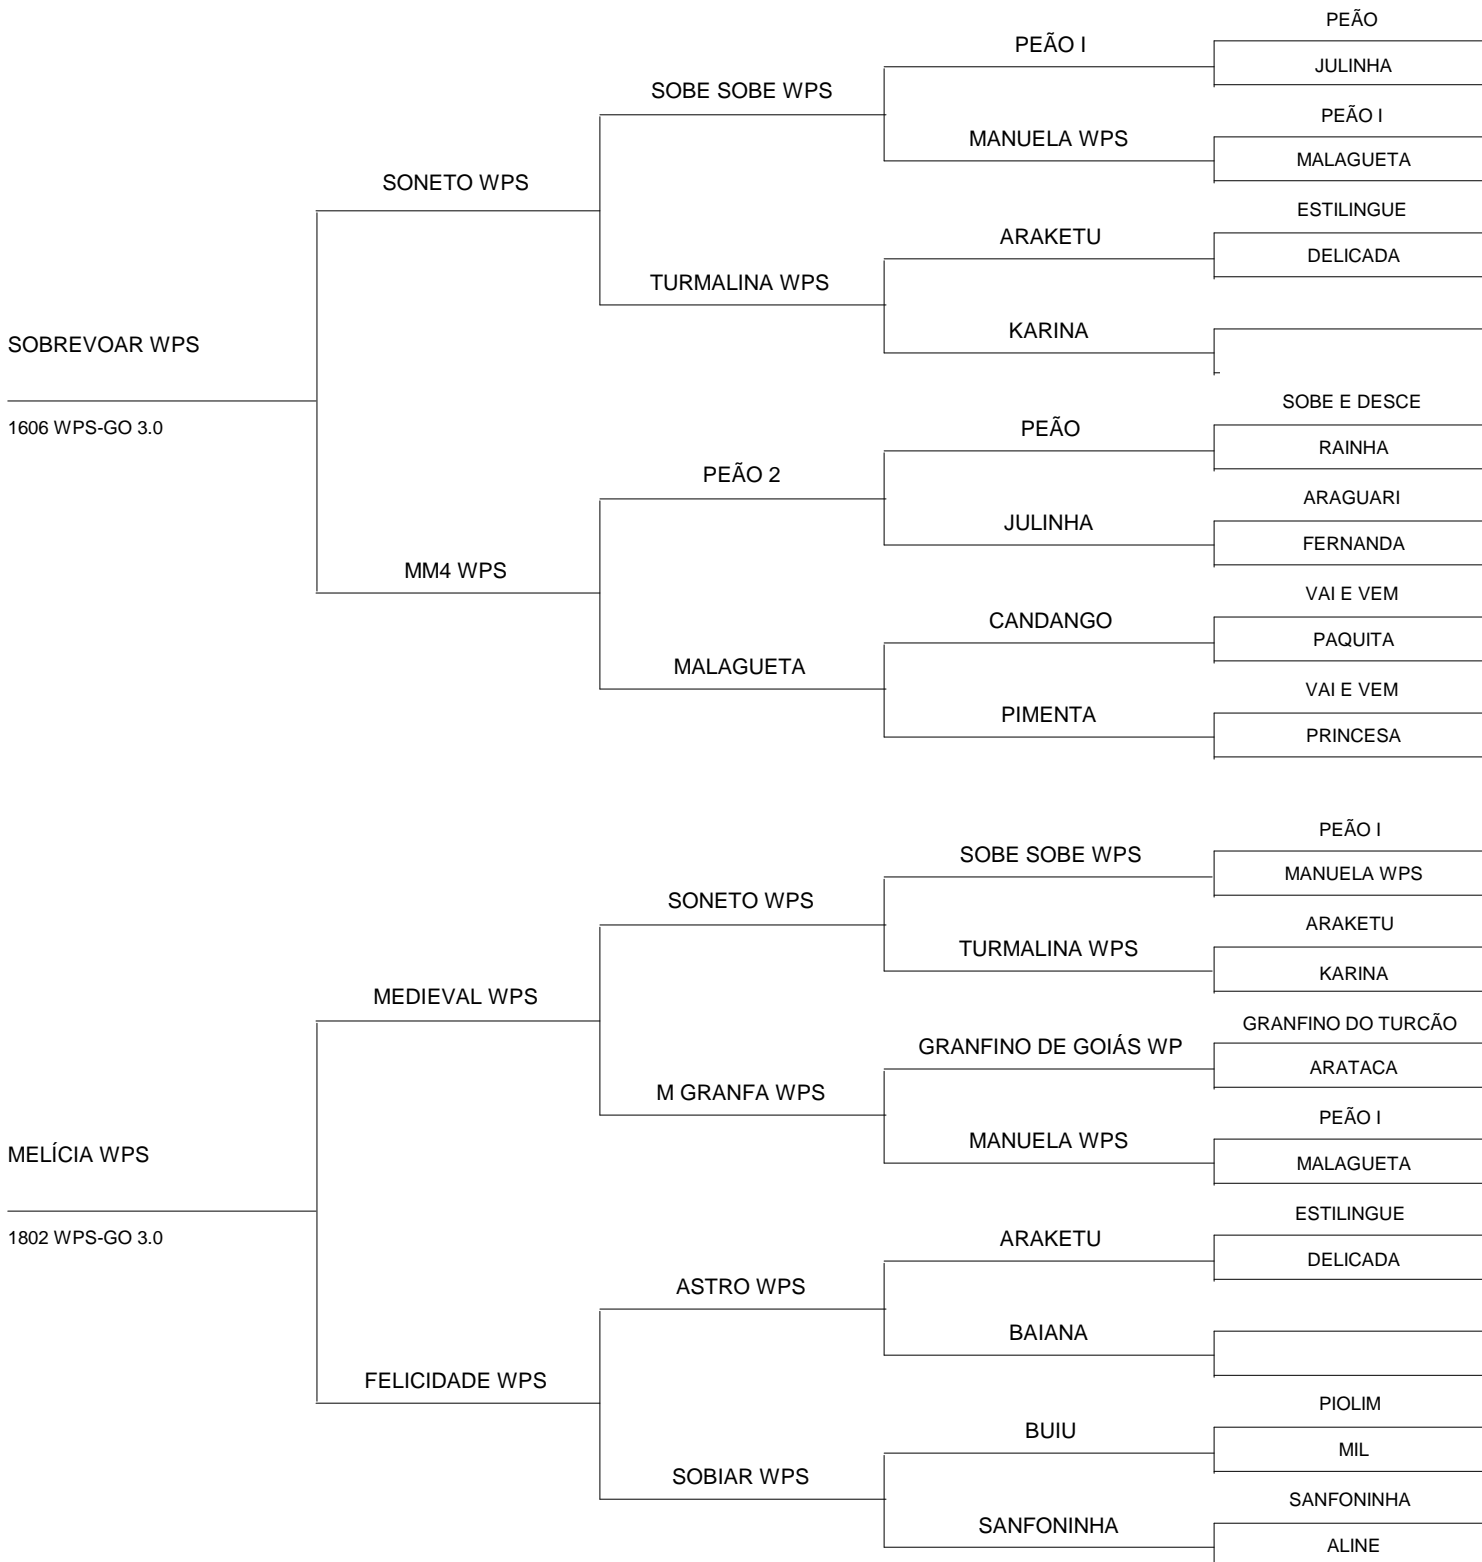 PEÃO
PEÃO I
JULINHA
SOBE SOBE WPS
PEÃO I
MANUELA WPS
MALAGUETA
SONETO WPS
ESTILINGUE
ARAKETU
DELICADA
TURMALINA WPS
KARINA
SOBREVOAR WPS
SOBE E DESCE
1606 WPS-GO 3.0
PEÃO
RAINHA
PEÃO 2
ARAGUARI
JULINHA
FERNANDA
MM4 WPS
VAI E VEM
CANDANGO
PAQUITA
MALAGUETA
VAI E VEM
PIMENTA
PRINCESA
PEÃO I
SOBE SOBE WPS
MANUELA WPS
SONETO WPS
ARAKETU
TURMALINA WPS
KARINA
MEDIEVAL WPS
GRANFINO DO TURCÃO
GRANFINO DE GOIÁS WP
ARATACA
M GRANFA WPS
PEÃO I
MANUELA WPS
MALAGUETA
MELÍCIA WPS
ESTILINGUE
1802 WPS-GO 3.0
ARAKETU
DELICADA
ASTRO WPS
BAIANA
FELICIDADE WPS
PIOLIM
BUIU
MIL
SOBIAR WPS
SANFONINHA
SANFONINHA
ALINE